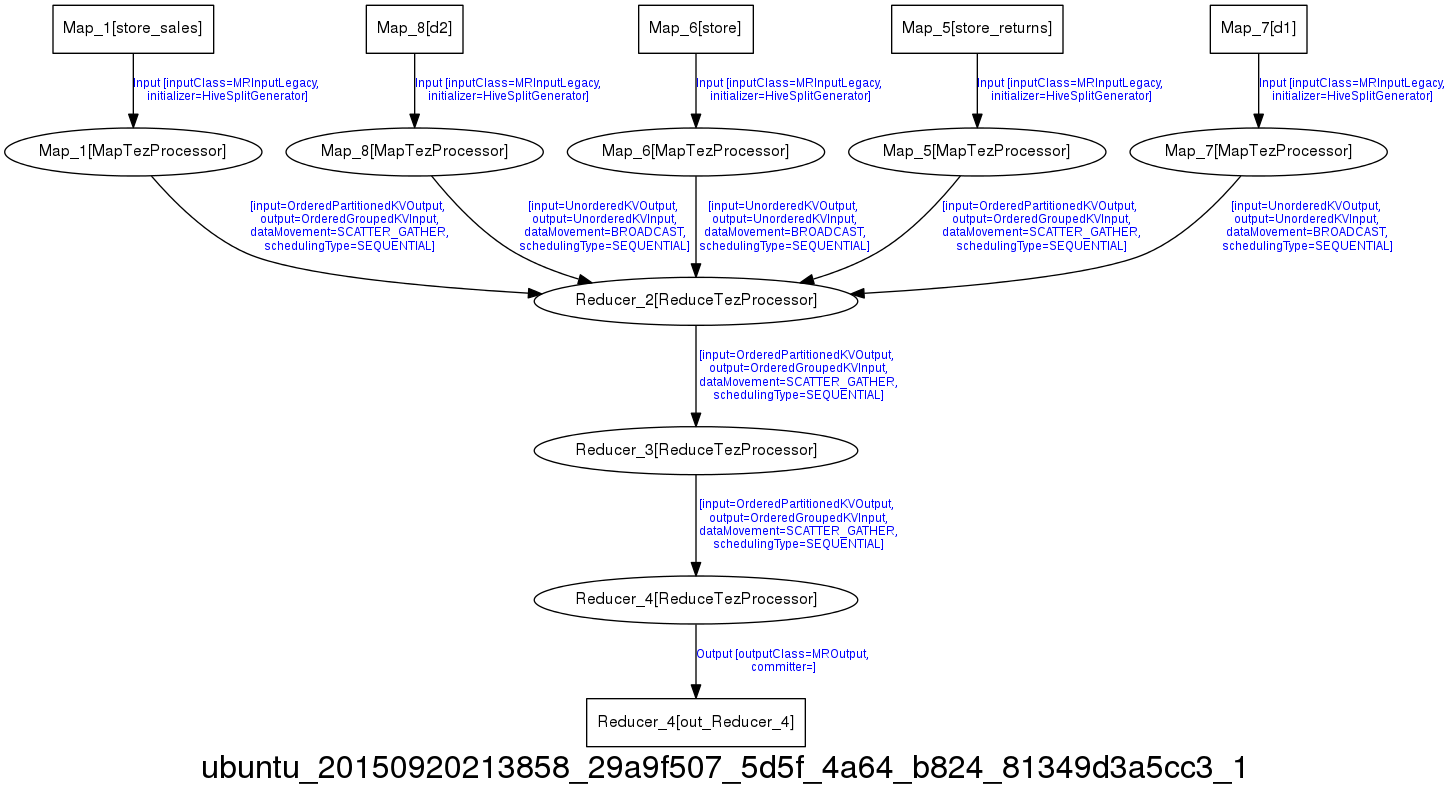 Map_1[store_sales]
Map_8[d2]
Map_6[store]
Map_5[store_returns]
Map_7[d1]
Input [inputClass=MRInputLegacy,
initializer=HiveSplitGenerator]
Input [inputClass=MRInputLegacy,
initializer=HiveSplitGenerator]
Input [inputClass=MRInputLegacy,
initializer=HiveSplitGenerator]
Input [inputClass=MRInputLegacy,
initializer=HiveSplitGenerator]
Input [inputClass=MRInputLegacy,
initializer=HiveSplitGenerator]
Map_1[MapTezProcessor]
Map_8[MapTezProcessor]
Map_6[MapTezProcessor]
Map_5[MapTezProcessor]
Map_7[MapTezProcessor]
[input=OrderedPartitionedKVOutput,
output=OrderedGroupedKVInput,
dataMovement=SCATTER_GATHER,
schedulingType=SEQUENTIAL]
[input=UnorderedKVOutput,
output=UnorderedKVInput,
dataMovement=BROADCAST,
schedulingType=SEQUENTIAL]
[input=UnorderedKVOutput,
output=UnorderedKVInput,
dataMovement=BROADCAST,
schedulingType=SEQUENTIAL]
[input=OrderedPartitionedKVOutput,
output=OrderedGroupedKVInput,
dataMovement=SCATTER_GATHER,
schedulingType=SEQUENTIAL]
[input=UnorderedKVOutput,
output=UnorderedKVInput,
dataMovement=BROADCAST,
schedulingType=SEQUENTIAL]
Reducer_2[ReduceTezProcessor]
[input=OrderedPartitionedKVOutput,
output=OrderedGroupedKVInput,
dataMovement=SCATTER_GATHER,
schedulingType=SEQUENTIAL]
Reducer_3[ReduceTezProcessor]
[input=OrderedPartitionedKVOutput,
output=OrderedGroupedKVInput,
dataMovement=SCATTER_GATHER,
schedulingType=SEQUENTIAL]
Reducer_4[ReduceTezProcessor]
Output [outputClass=MROutput,
committer=]
Reducer_4[out_Reducer_4]
ubuntu_20150920213858_29a9f507_5d5f_4a64_b824_81349d3a5cc3_1